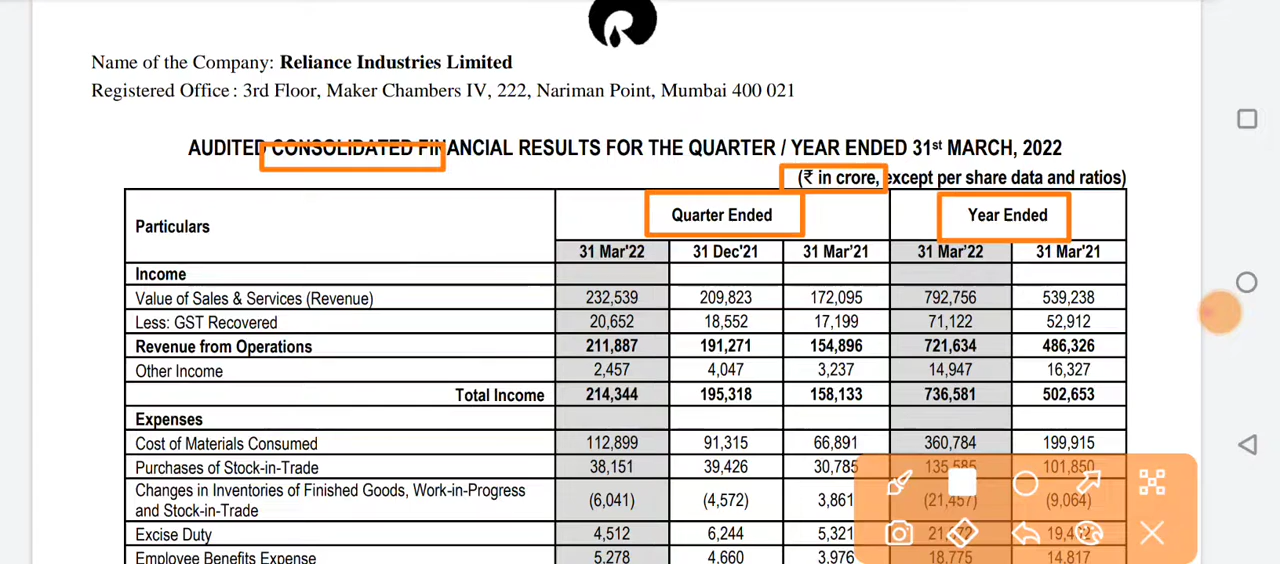 Name of the Company: Reliance Industries Limited
Registered Office : 3rd Floor, Maker Chambers IV, 222, Nariman Point, Mumbai 400 021
AUDITED CONSOLIDATED FINANCIAL RESULTS FOR THE QUARTER / YEAR ENDED 31st MARCH, 2022
(₹ in crore, except per share data and ratios)
Particulars Quarter Ended Year Ended
31 Mar'22 31 Dec'21 31 Mar'21 31 Mar'22 31 Mar'21
Income
Value of Sales & Services (Revenue) 232,539 209,823 172,095 792,756 539,238
Less: GST Recovered 20,652 18,552 17,199 71,122 52,912
Revenue from Operations 211,887 191,271 154,896 721,634 486,326
Other Income 2,457 4,047 3,237 14,947 16,327
Total Income 214,344 195,318 158,133 736,581 502,653
Expenses
Cost of Materials Consumed 112,899 91,315 66,891 360,784 199,915
Purchases of Stock-in-Trade 38,151 39,426 30,785 135,585 101,850
Changes in Inventories of Finished Goods, Work-in-Progress
and Stock-in-Trade (6,041) (4,572) 3,861 (21,457) (9,064)
Excise Duty 4,512 6,244 5,321
Employee Benefits Expense 5,278 4,660 3,976 18,775 14,817